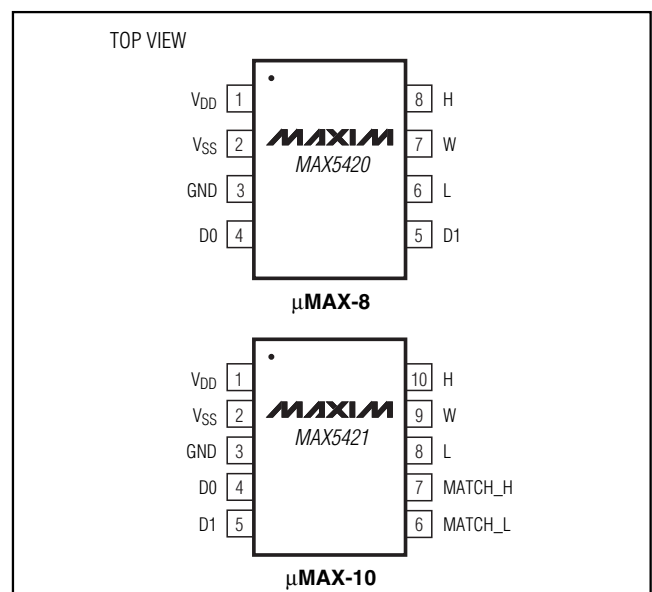 TOP VIEW
V_DD 1
8 H
V_SS 2
MAXIM
7 W
MAX5420
GND 3
6 L
D0 4
5 D1
μMAX-8
V_DD 1
10 H
V_SS 2
MAXIM
9 W
MAX5421
GND 3
8 L
D0 4
7 MATCH_H
D1 5
6 MATCH_L
μMAX-10